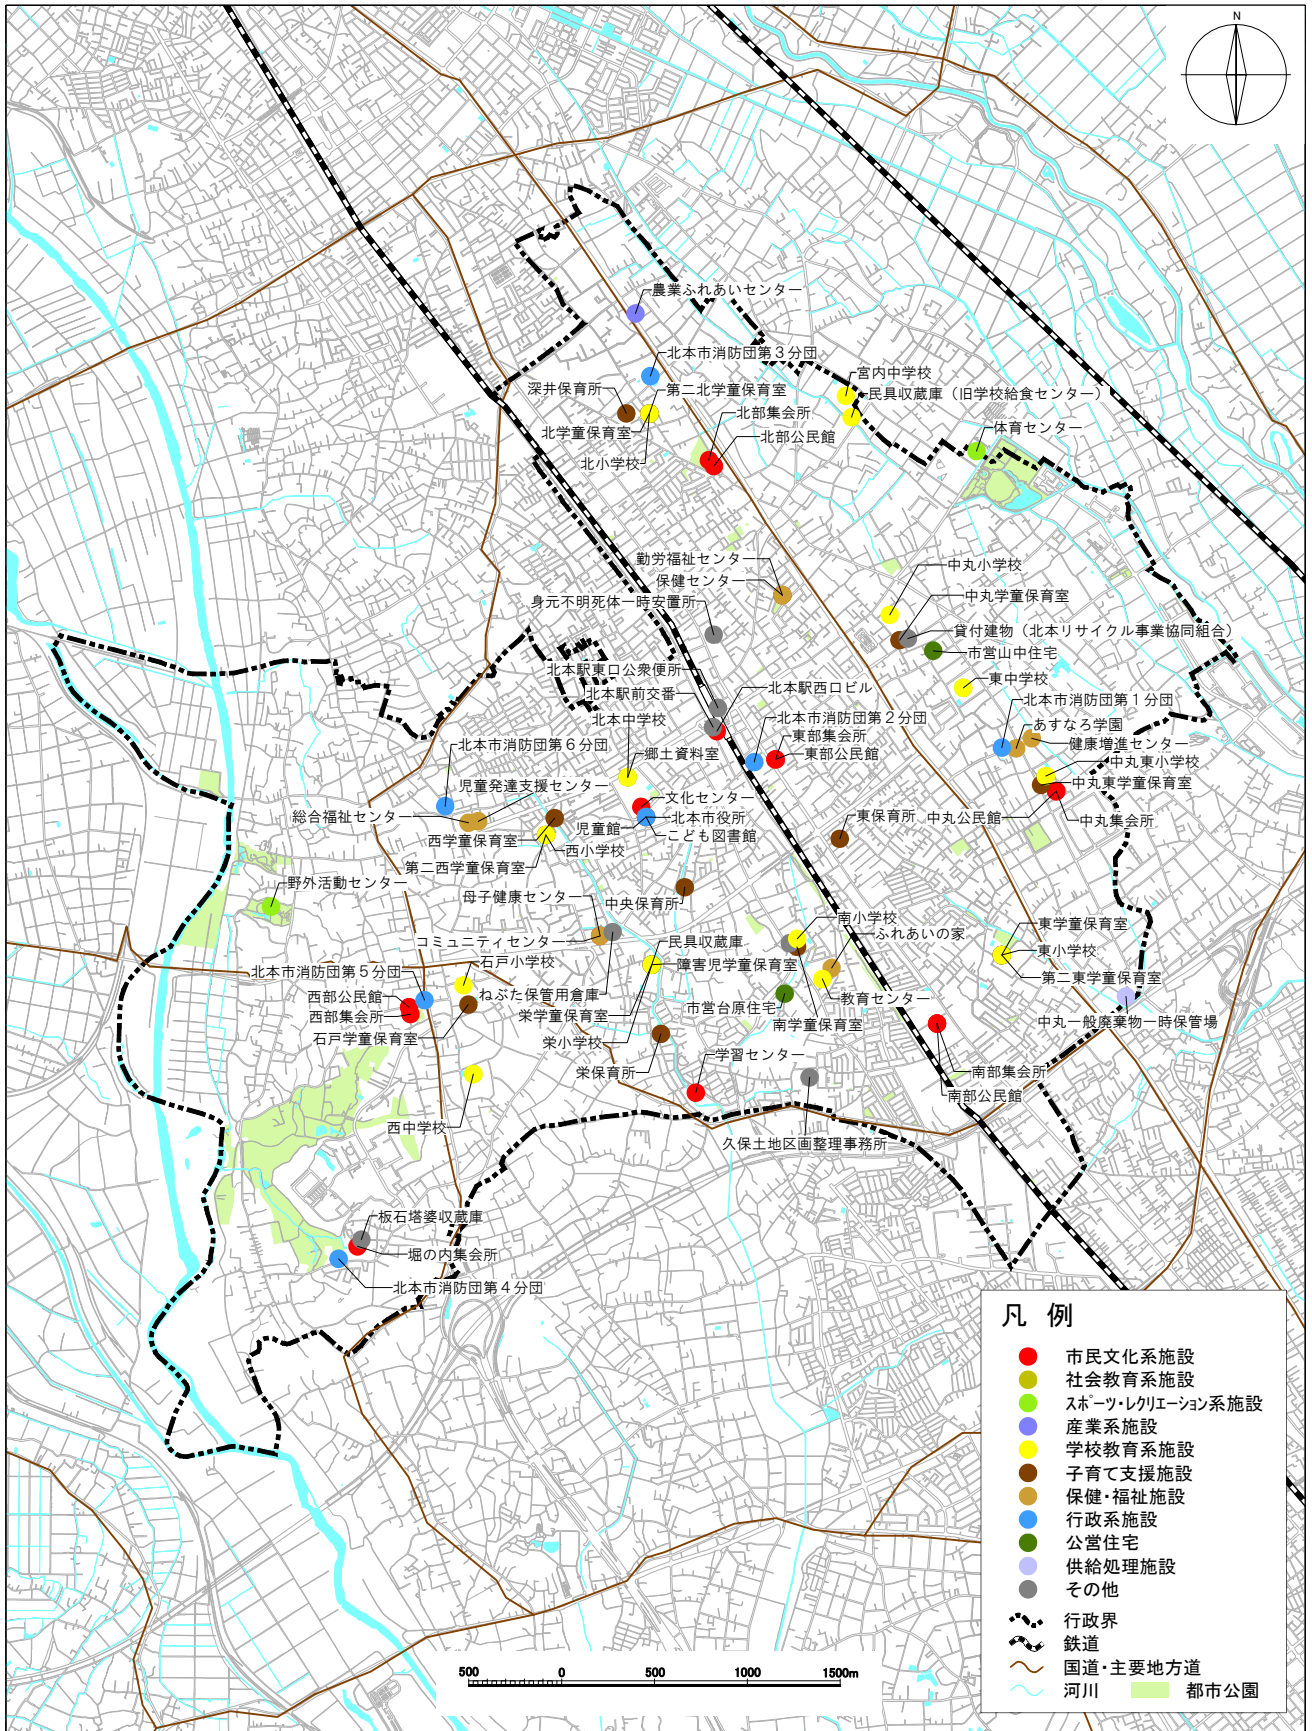 N
農業ふれあいセンター
北本市消防団第３分団
宮内中学校
深井保育所
第二北学童保育室
民具収蔵庫（旧学校給食センター）
北学童保育室
北部集会所
体育センター
北小学校
北部公民館
勤労福祉センター
中丸小学校
保健センター
中丸学童保育室
身元不明死体一時安置所
貸付建物（北本リサイクル事業協同組合）
市営山中住宅
北本駅東口公衆便所
東中学校
北本駅前交番
北本駅西口ビル
北本市消防団第１分団
北本中学校
北本市消防団第２分団
あすなろ学園
東部集会所
北本市消防団第６分団
健康増進センター
郷土資料室
東部公民館
中丸東小学校
児童発達支援センター
中丸東学童保育室
文化センター
総合福祉センター
北本市役所
東保育所
中丸公民館
中丸集会所
児童館
西学童保育室
こども図書館
西小学校
第二西学童保育室
野外活動センター
母子健康センター
中央保育所
南小学校
東学童保育室
ふれあいの家
コミュニティセンター
民具収蔵庫
東小学校
石戸小学校
障害児学童保育室
北本市消防団第５分団
第二東学童保育室
西部公民館
ねぷた保管用倉庫
市営台原住宅
教育センター
西部集会所
栄学童保育室
中丸一般廃棄物一時保管場
石戸学童保育室
南学童保育室
栄小学校
学習センター
栄保育所
南部集会所
南部公民館
西中学校
久保土地区画整理事務所
板石塔婆収蔵庫
堀の内集会所
北本市消防団第４分団
凡 例
市民文化系施設
社会教育系施設
スポーツ・レクリエーション系施設
産業系施設
学校教育系施設
子育て支援施設
保健・福祉施設
行政系施設
公営住宅
供給処理施設
その他
行政界
鉄道
国道・主要地方道
河川 都市公園
500 0 500 1000 1500m